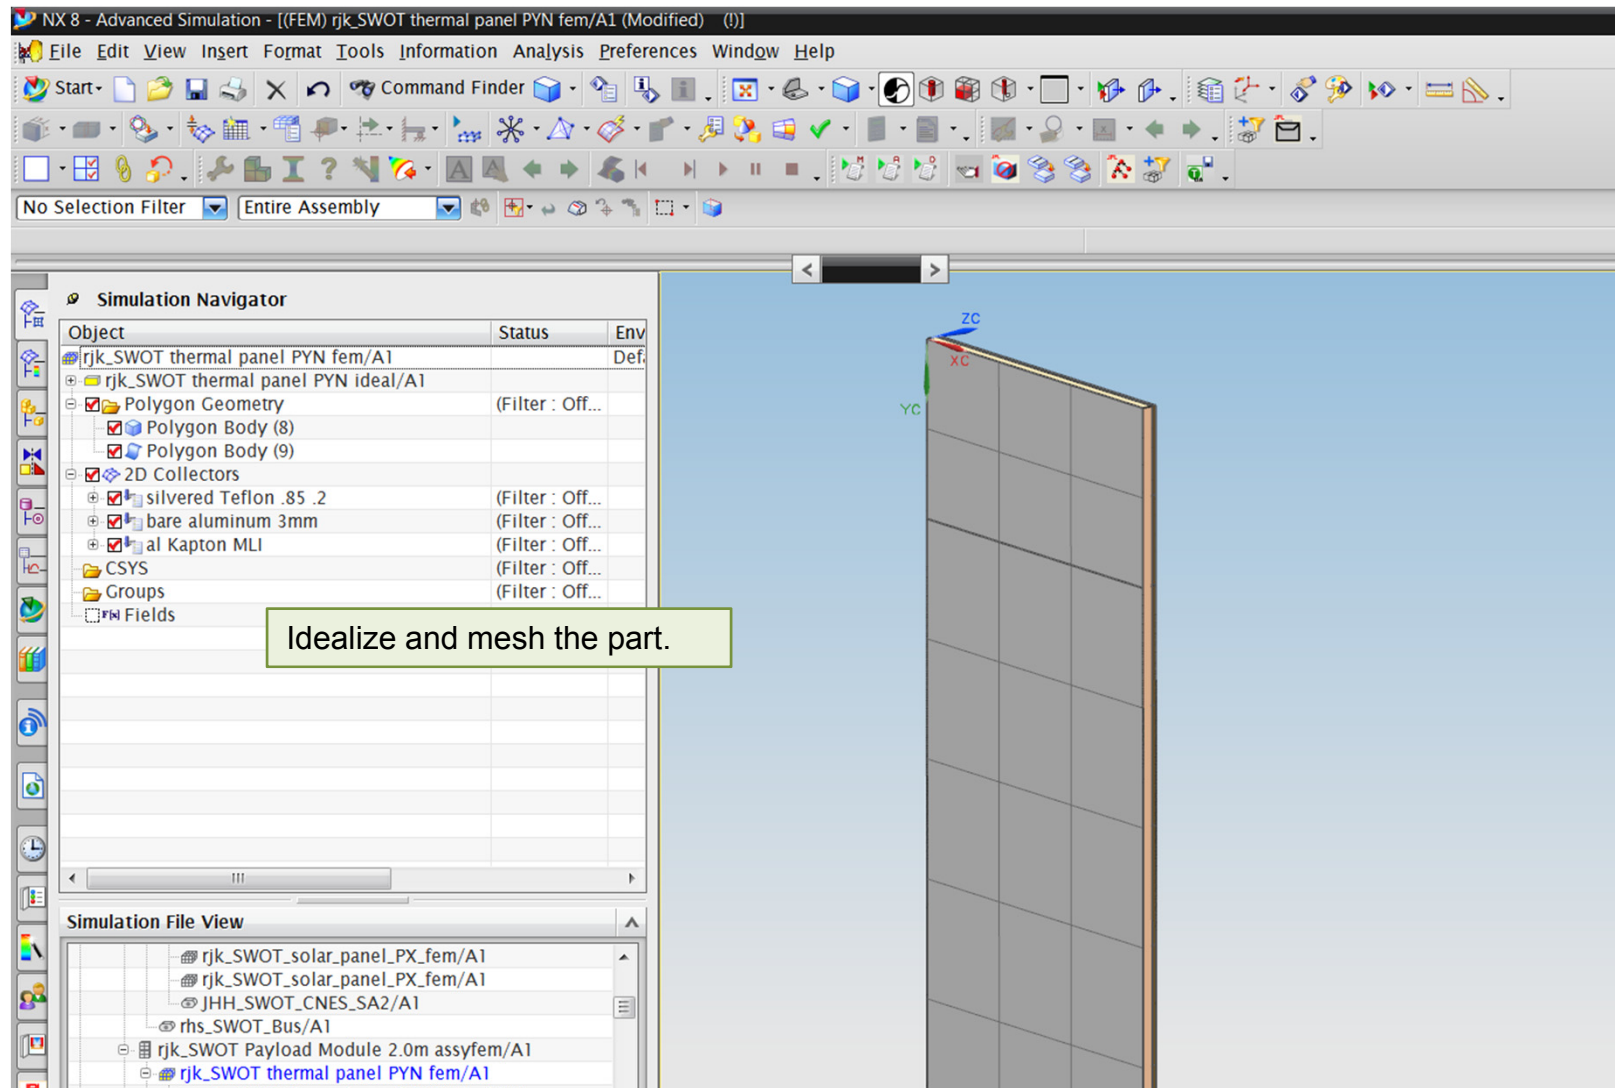 NX 8 - Advanced Simulation - [(FEM) rjk_SWOT thermal panel PYN fem/A1 (Modified) (!)]
File Edit View Insert Format Tools Information Analysis Preferences Window Help
Start Command Finder
No Selection Filter Entire Assembly
Simulation Navigator
Object Status Env
rjk_SWOT thermal panel PYN fem/A1 Def
rjk_SWOT thermal panel PYN ideal/A1
Polygon Geometry (Filter : Off...
Polygon Body (8)
Polygon Body (9)
2D Collectors
silvered Teflon .85 .2 (Filter : Off...
bare aluminum 3mm (Filter : Off...
al Kapton MLI (Filter : Off...
CSYS (Filter : Off...
Groups (Filter : Off...
Fields
Idealize and mesh the part.
ZC
XC
YC
Simulation File View
rjk_SWOT_solar_panel_PX_fem/A1
rjk_SWOT_solar_panel_PX_fem/A1
JHH_SWOT_CNES_SA2/A1
rhs_SWOT_Bus/A1
rjk_SWOT Payload Module 2.0m assyfem/A1
rjk_SWOT thermal panel PYN fem/A1